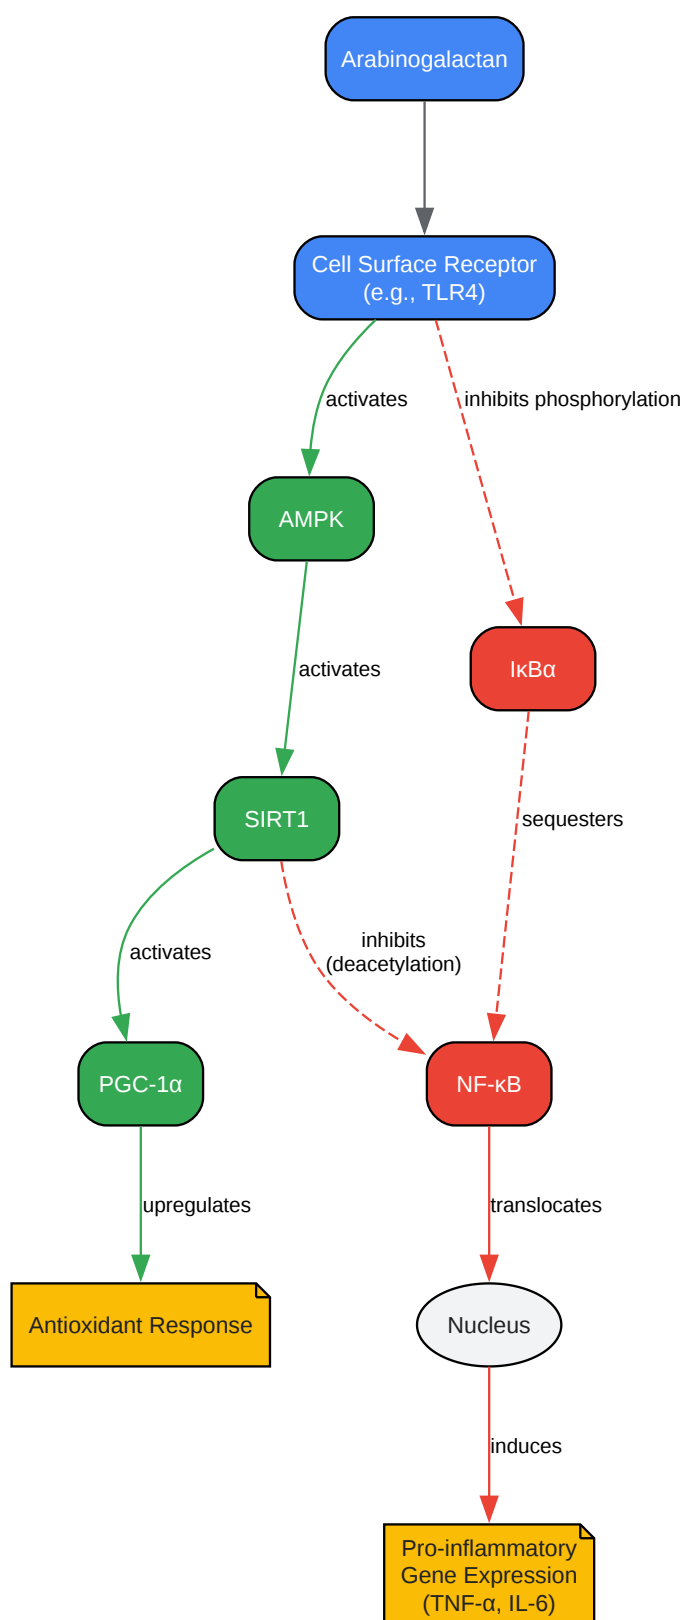 Arabinogalactan
Cell Surface Receptor
(e.g., TLR4)
activates
inhibits phosphorylation
AMPK
activates
IκBα
SIRT1
sequesters
activates
inhibits
(deacetylation)
PGC-1α
NF-κB
upregulates
translocates
Antioxidant Response
Nucleus
induces
Pro-inflammatory
Gene Expression
(TNF-α, IL-6)